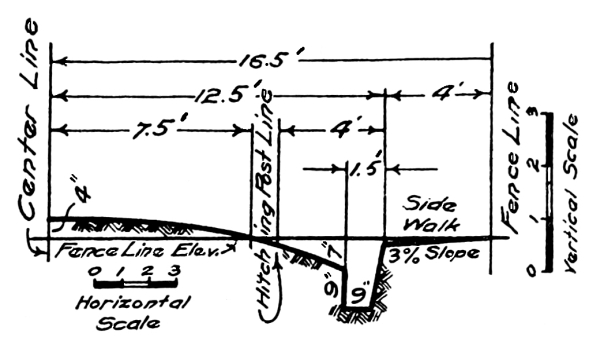 16.5'
12.5'
4'
7.5'
4'
1.5'
Center Line
Hitching Post Line
Fence Line
Vertical Scale
3
2
1
0
4"
Side
Walk
3% Slope
Fence Line Elev.
7"
9"
9"
0 1 2 3
Horizontal
Scale